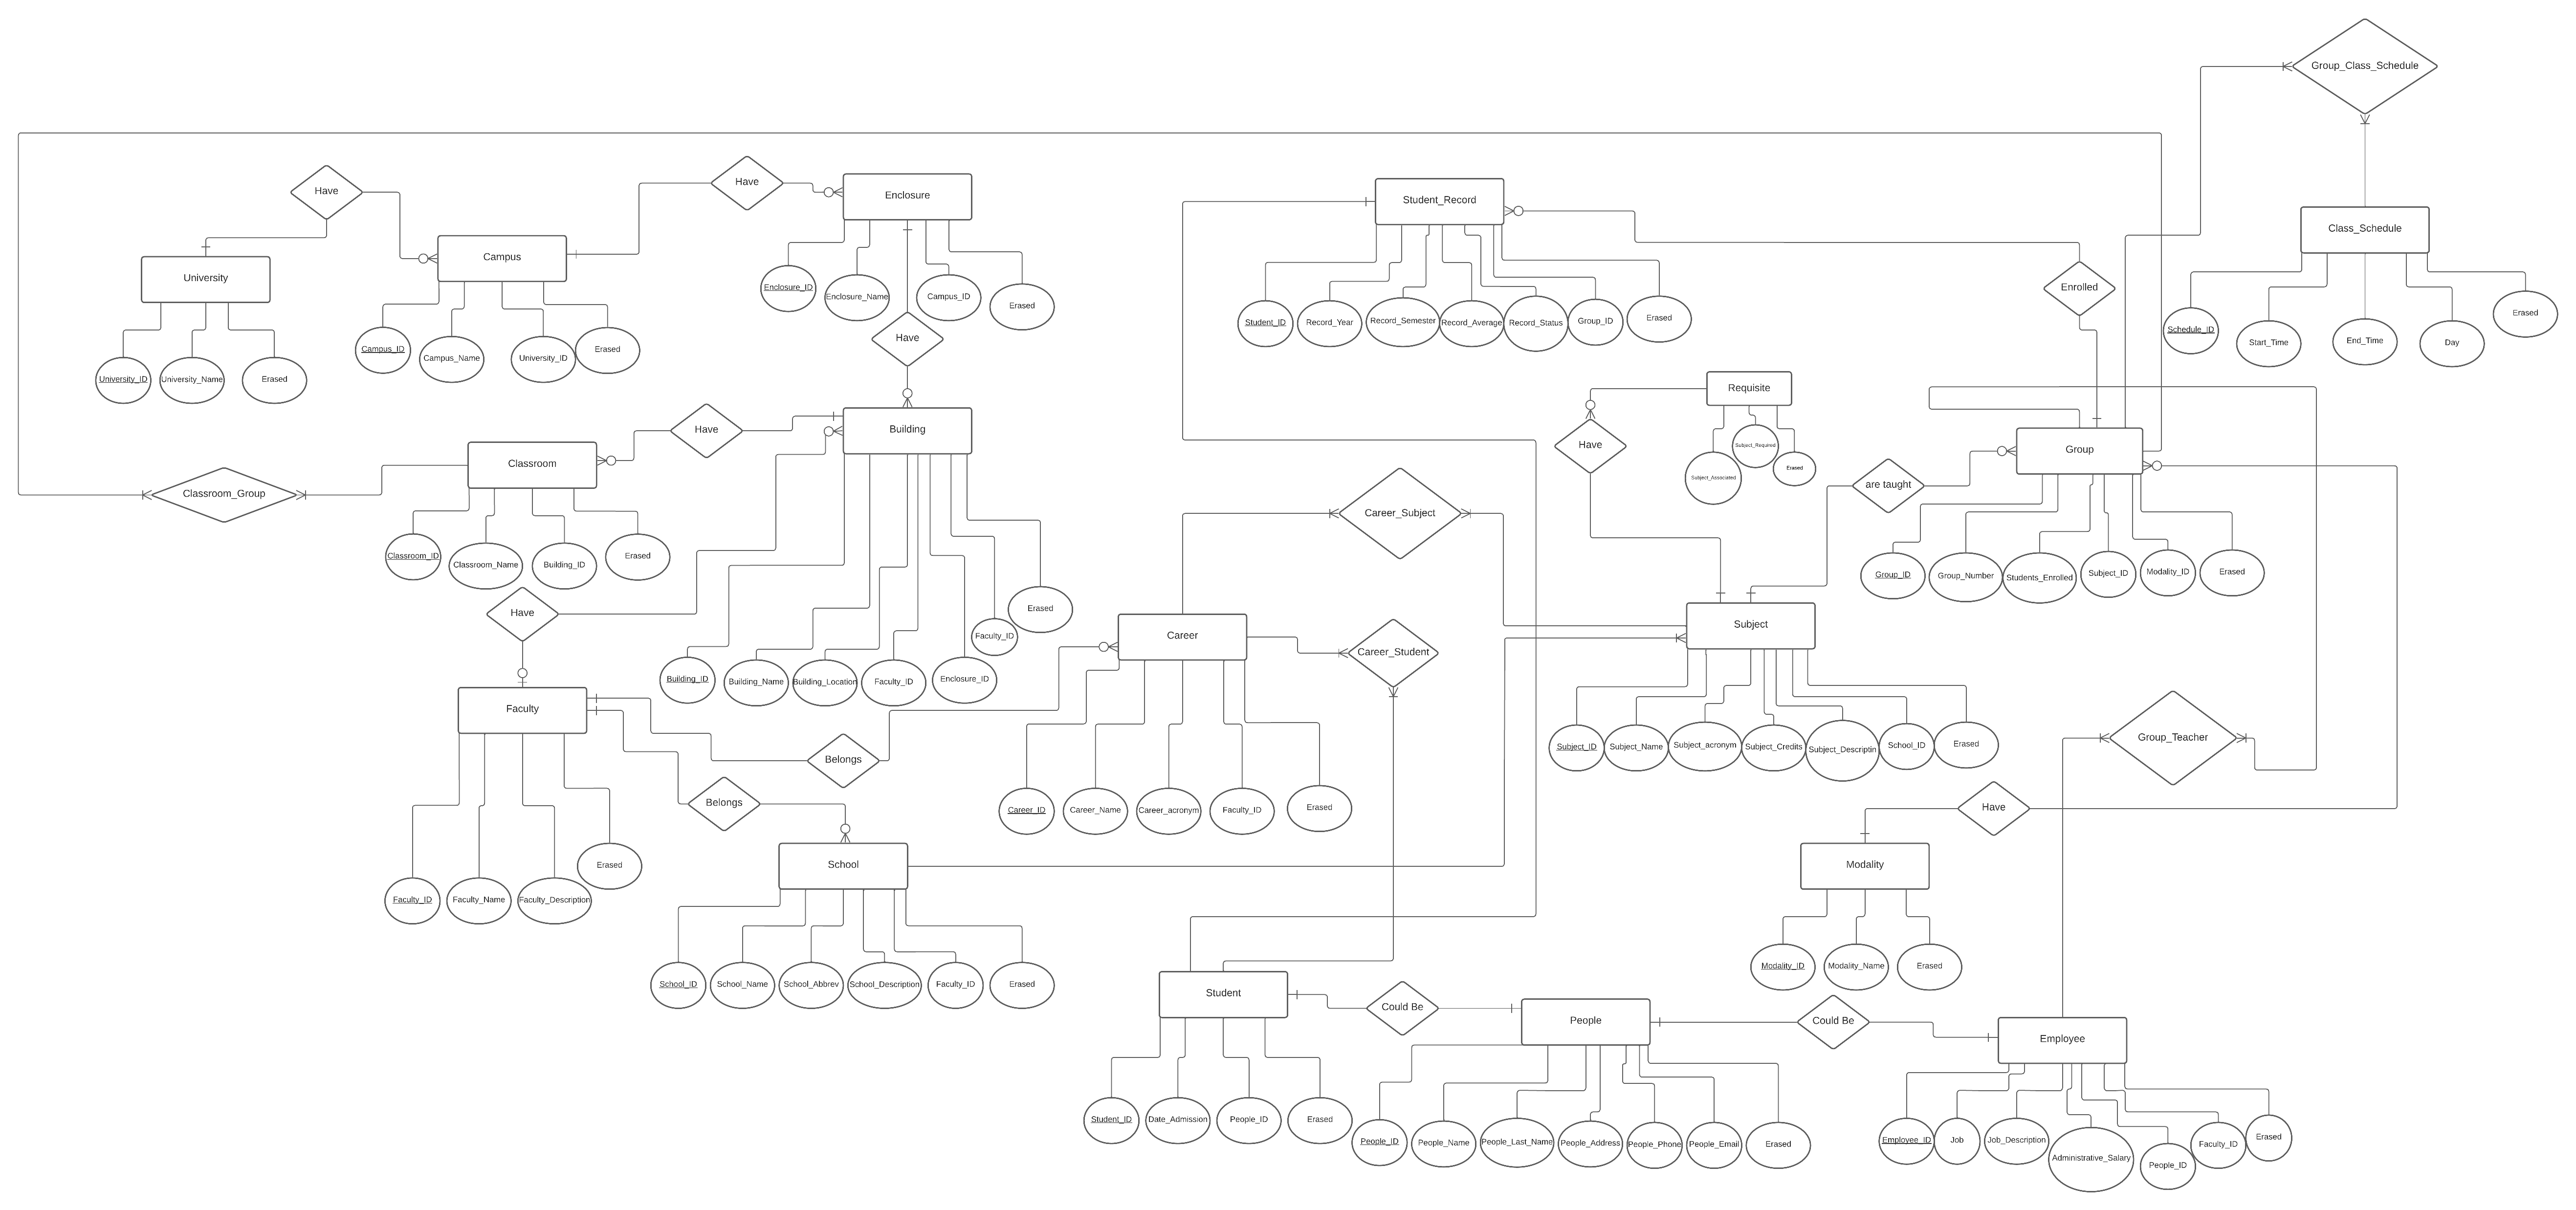 Group_Class_Schedule
Have
Have
Enclosure
Student_Record
University
Campus
Class_Schedule
Enclosure_ID
Enclosure_Name
Campus_ID
Erased
Enrolled
Student_ID
Record_Year
Record_Semester
Record_Average
Record_Status
Group_ID
Erased
Schedule_ID
Start_Time
End_Time
Day
Erased
Campus_ID
Campus_Name
University_ID
Erased
Have
University_ID
University_Name
Erased
Requisite
Have
Building
Have
Subject_Associated
Subject_Required
Erased
Group
Classroom
Classroom_Group
Career_Subject
are taught
Classroom_ID
Classroom_Name
Building_ID
Erased
Group_ID
Group_Number
Students_Enrolled
Subject_ID
Modality_ID
Erased
Have
Erased
Faculty_ID
Career
Career_Student
Subject
Building_ID
Building_Name
Building_Location
Faculty_ID
Enclosure_ID
Faculty
Subject_ID
Subject_Name
Subject_acronym
Subject_Credits
Subject_Descriptin
School_ID
Erased
Group_Teacher
Belongs
Belongs
Career_ID
Career_Name
Career_acronym
Faculty_ID
Erased
Have
School
Modality
Faculty_ID
Faculty_Name
Faculty_Description
Erased
School_ID
School_Name
School_Abbrev
School_Description
Faculty_ID
Erased
Modality_ID
Modality_Name
Erased
Student
Could Be
People
Could Be
Employee
Student_ID
Date_Admission
People_ID
Erased
People_ID
People_Name
People_Last_Name
People_Address
People_Phone
People_Email
Erased
Employee_ID
Job
Job_Description
Administrative_Salary
People_ID
Faculty_ID
Erased